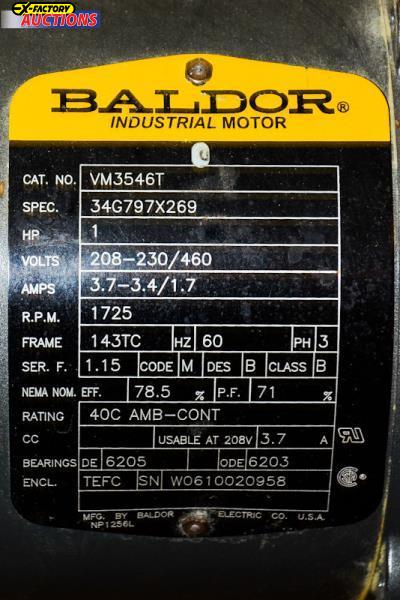 EX-FACTORY
AUCTIONS
BALDOR®
INDUSTRIAL MOTOR
CAT. NO. VM3546T
SPEC. 34G797X269
HP 1
VOLTS 208-230/460
AMPS 3.7-3.4/1.7
R.P.M. 1725
FRAME 143TC HZ 60 PH 3
SER. F. 1.15 CODE M DES B CLASS B
NEMA NOM. EFF. 78.5 % P.F. 71 %
RATING 40C AMB-CONT
CC USABLE AT 208V 3.7 A
BEARINGS DE 6205 ODE 6203
ENCL. TEFC SN W0610020958
MFG. BY BALDOR ELECTRIC CO. U.S.A.
NP1256L